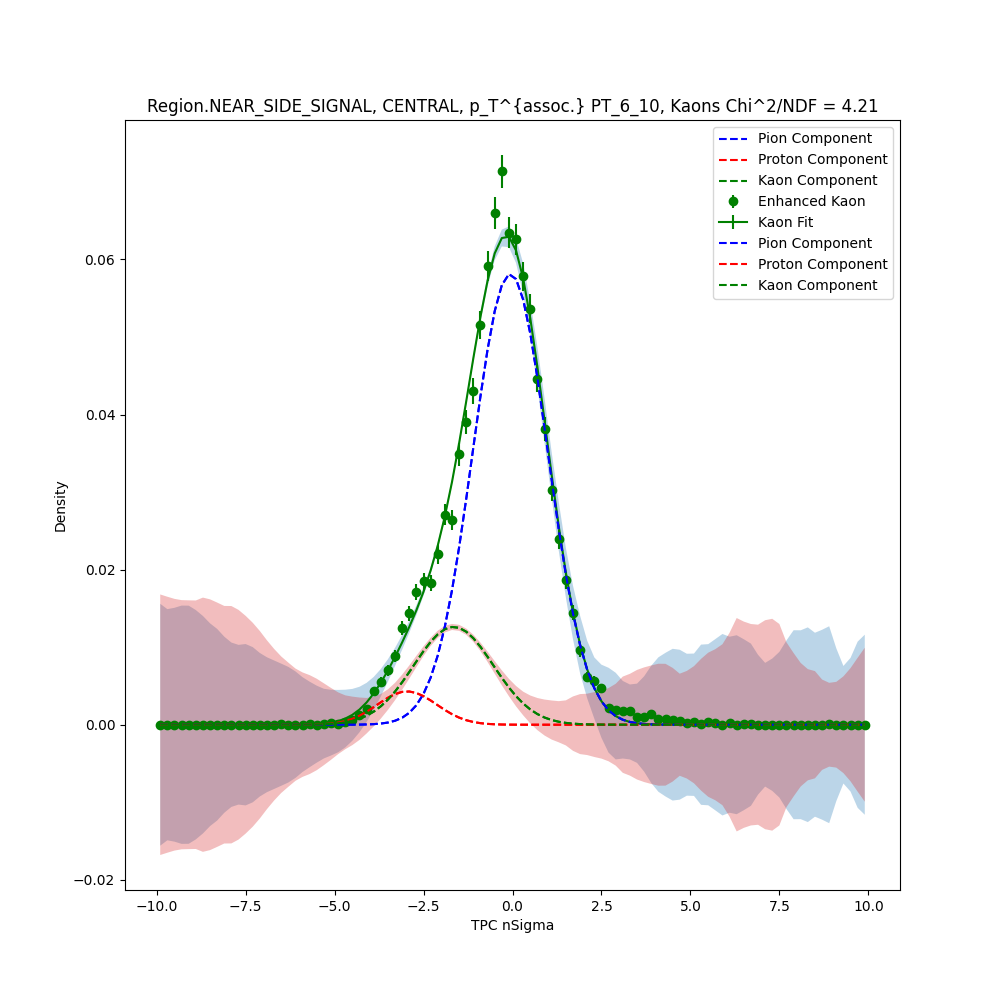 Region.NEAR_SIDE_SIGNAL, CENTRAL, p_T^{assoc.} PT_6_10, Kaons Chi^2/NDF = 4.21
Pion Component
Proton Component
Kaon Component
Enhanced Kaon
Kaon Fit
Pion Component
Proton Component
Kaon Component
0.06
0.04
0.02
0.00
−0.02
Density
−10.0 −7.5 −5.0 −2.5 0.0 2.5 5.0 7.5 10.0
TPC nSigma